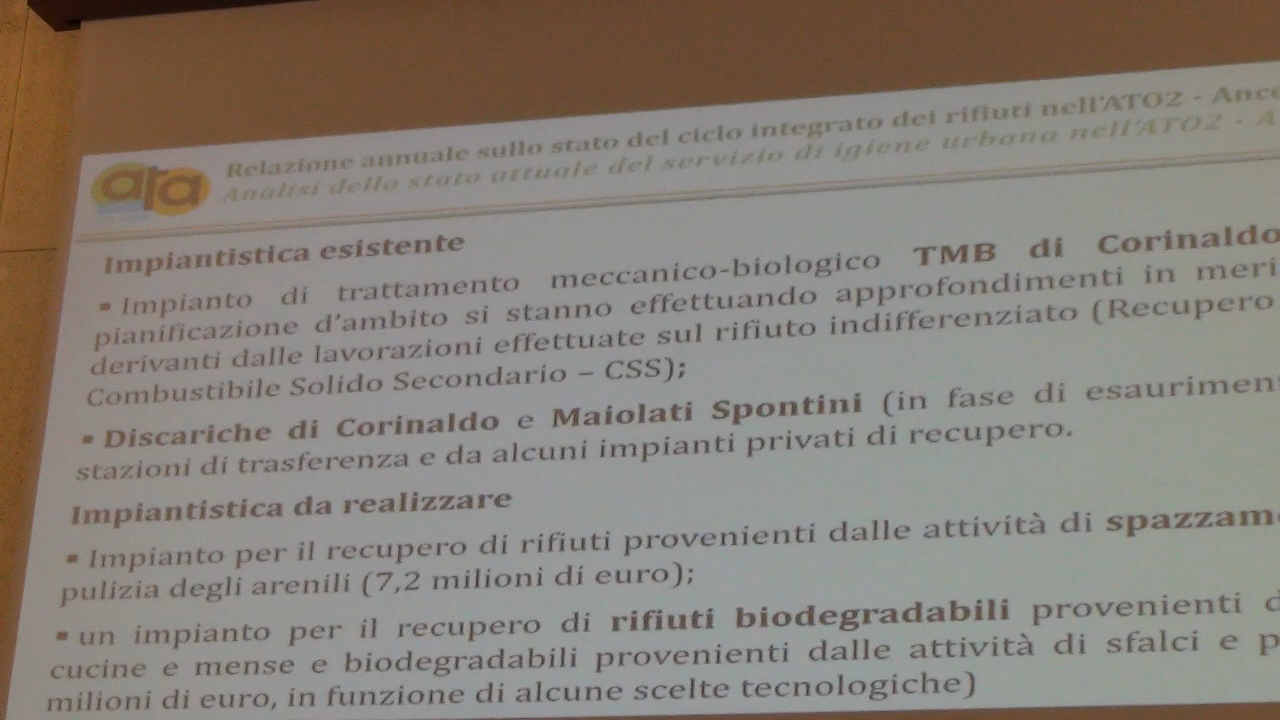 ata
Relazione annuale sullo stato del ciclo integrato dei rifiuti nell'ATO2 - Anco
Analisi dello stato attuale del servizio di igiene urbana nell'ATO2 - A
Impiantistica esistente
▪ Impianto di trattamento meccanico-biologico TMB di Corinaldo
pianificazione d'ambito si stanno effettuando approfondimenti in meri
derivanti dalle lavorazioni effettuate sul rifiuto indifferenziato (Recupero
Combustibile Solido Secondario – CSS);
▪ Discariche di Corinaldo e Maiolati Spontini (in fase di esaurimen
stazioni di trasferenza e da alcuni impianti privati di recupero.
Impiantistica da realizzare
▪ Impianto per il recupero di rifiuti provenienti dalle attività di spazzam
pulizia degli arenili (7,2 milioni di euro);
▪ un impianto per il recupero di rifiuti biodegradabili provenienti d
cucine e mense e biodegradabili provenienti dalle attività di sfalci e p
milioni di euro, in funzione di alcune scelte tecnologiche)